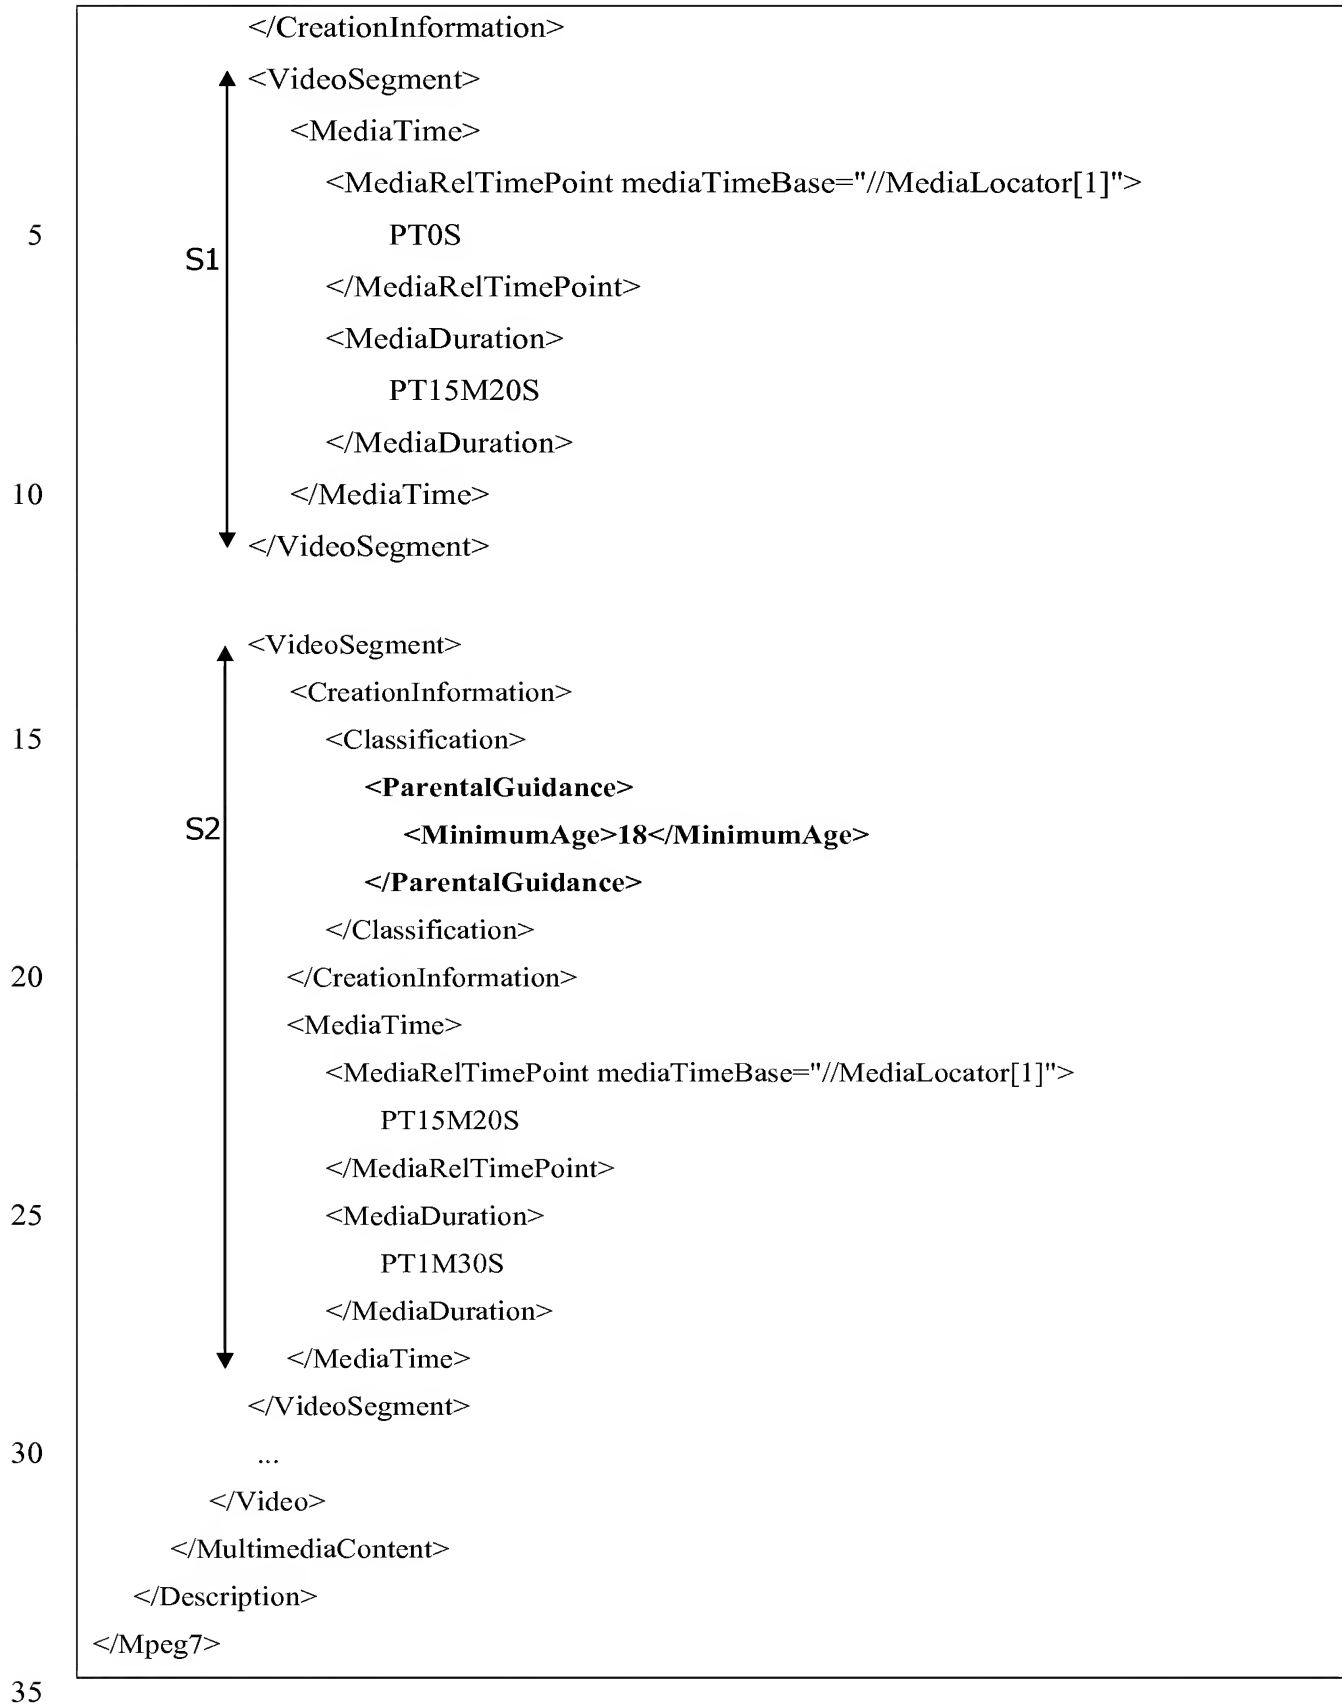 </CreationInformation>
<VideoSegment>
<MediaTime>
<MediaRelTimePoint mediaTimeBase="//MediaLocator[1]">
5 PT0S
S1
</MediaRelTimePoint>
<MediaDuration>
PT15M20S
</MediaDuration>
10 </MediaTime>
</VideoSegment>
<VideoSegment>
<CreationInformation>
15 <Classification>
<ParentalGuidance>
S2 <MinimumAge>18</MinimumAge>
</ParentalGuidance>
</Classification>
20 </CreationInformation>
<MediaTime>
<MediaRelTimePoint mediaTimeBase="//MediaLocator[1]">
PT15M20S
</MediaRelTimePoint>
25 <MediaDuration>
PT1M30S
</MediaDuration>
</MediaTime>
</VideoSegment>
30 ...
</Video>
</MultimediaContent>
</Description>
</Mpeg7>
35